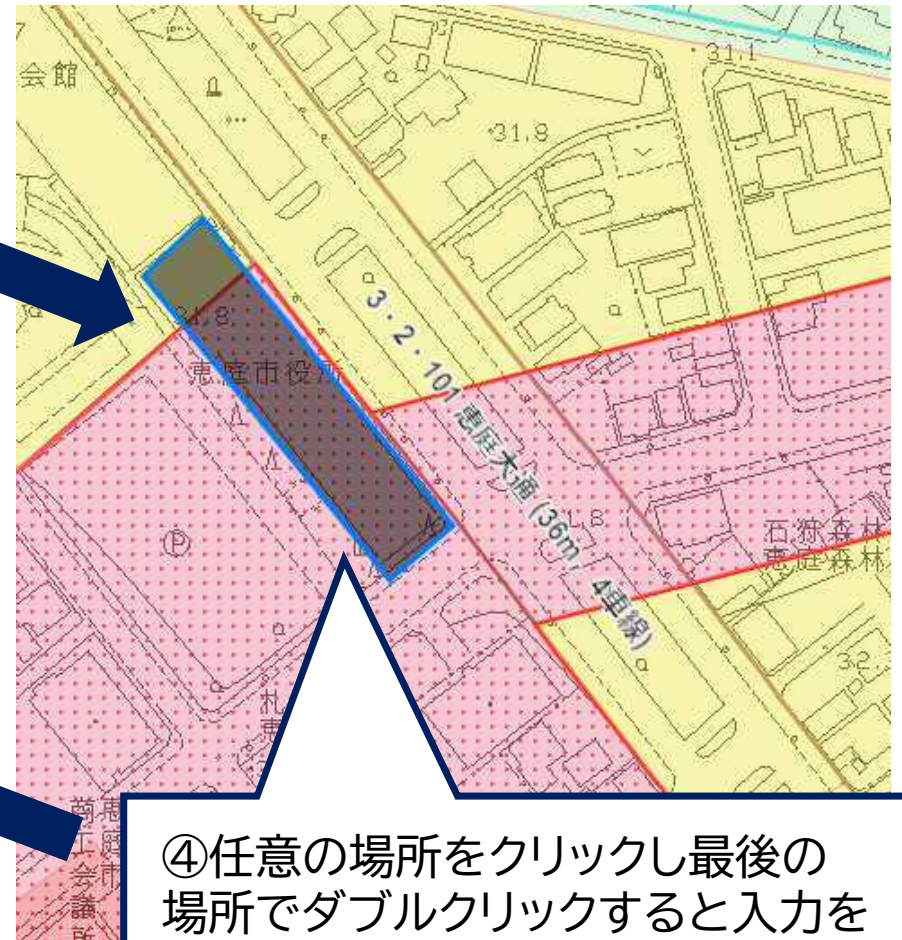 会館
31.1
31.8
31.8
恵庭市役所
3・2・101 恵庭大通 (36m, 4車線)
石狩森林
恵庭森林
Ⓟ
32.
札
恵
④任意の場所をクリックし最後の
場所でダブルクリックすると入力を